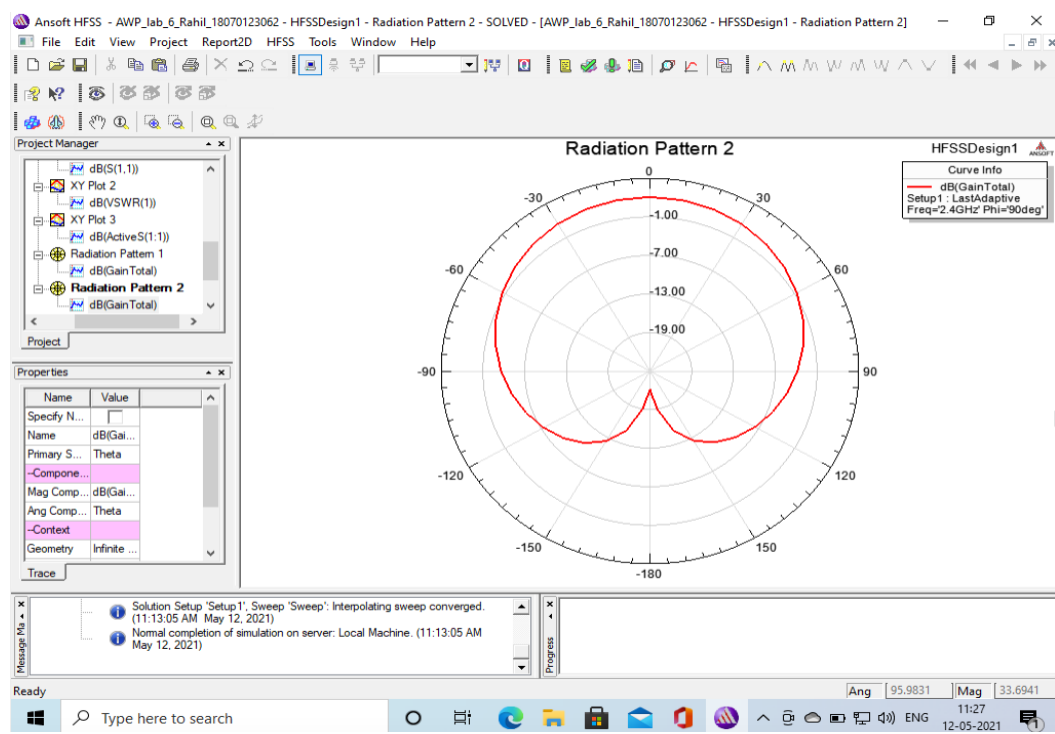 Ansoft HFSS - AWP_lab_6_Rahil_18070123062 - HFSSDesign1 - Radiation Pattern 2 - SOLVED - [AWP_lab_6_Rahil_18070123062 - HFSSDesign1 - Radiation Pattern 2]
File Edit View Project Report2D HFSS Tools Window Help
Project Manager
dB(S(1,1))
XY Plot 2
dB(VSWR(1))
XY Plot 3
dB(ActiveS(1:1))
Radiation Pattern 1
dB(GainTotal)
Radiation Pattern 2
dB(GainTotal)
Project
Properties
Name Value
Specify N...
Name dB(Gai...
Primary S... Theta
--Compone...
Mag Comp... dB(Gai...
Ang Comp... Theta
--Context
Geometry Infinite ...
Trace
Radiation Pattern 2
HFSSDesign1
ANSOFT
Curve Info
dB(GainTotal)
Setup1 : LastAdaptive
Freq='2.4GHz' Phi='90deg'
0
-30
30
-1.00
-7.00
-60
60
-13.00
-19.00
-90
90
-120
120
-150
150
-180
Message Ma
Solution Setup 'Setup1', Sweep 'Sweep': Interpolating sweep converged.
(11:13:05 AM May 12, 2021)
Normal completion of simulation on server: Local Machine. (11:13:05 AM
May 12, 2021)
Progress
Ready
Ang 95.9831 Mag 33.6941
Type here to search
ENG
11:27
12-05-2021
1